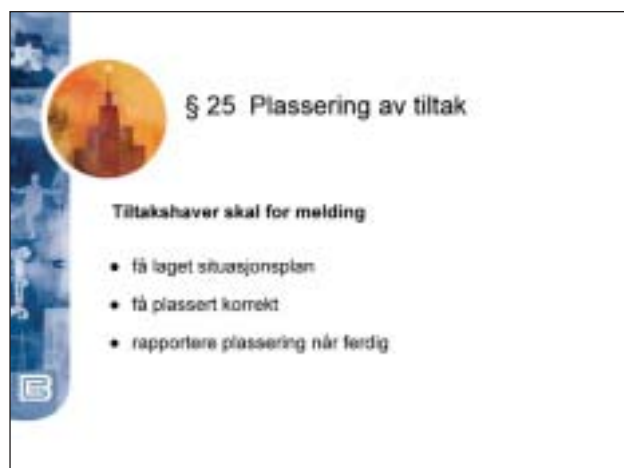 § 25 Plassering av tiltak
Tiltakshaver skal for melding
● få laget situasjonsplan
● få plassert korrekt
● rapportere plassering når ferdig